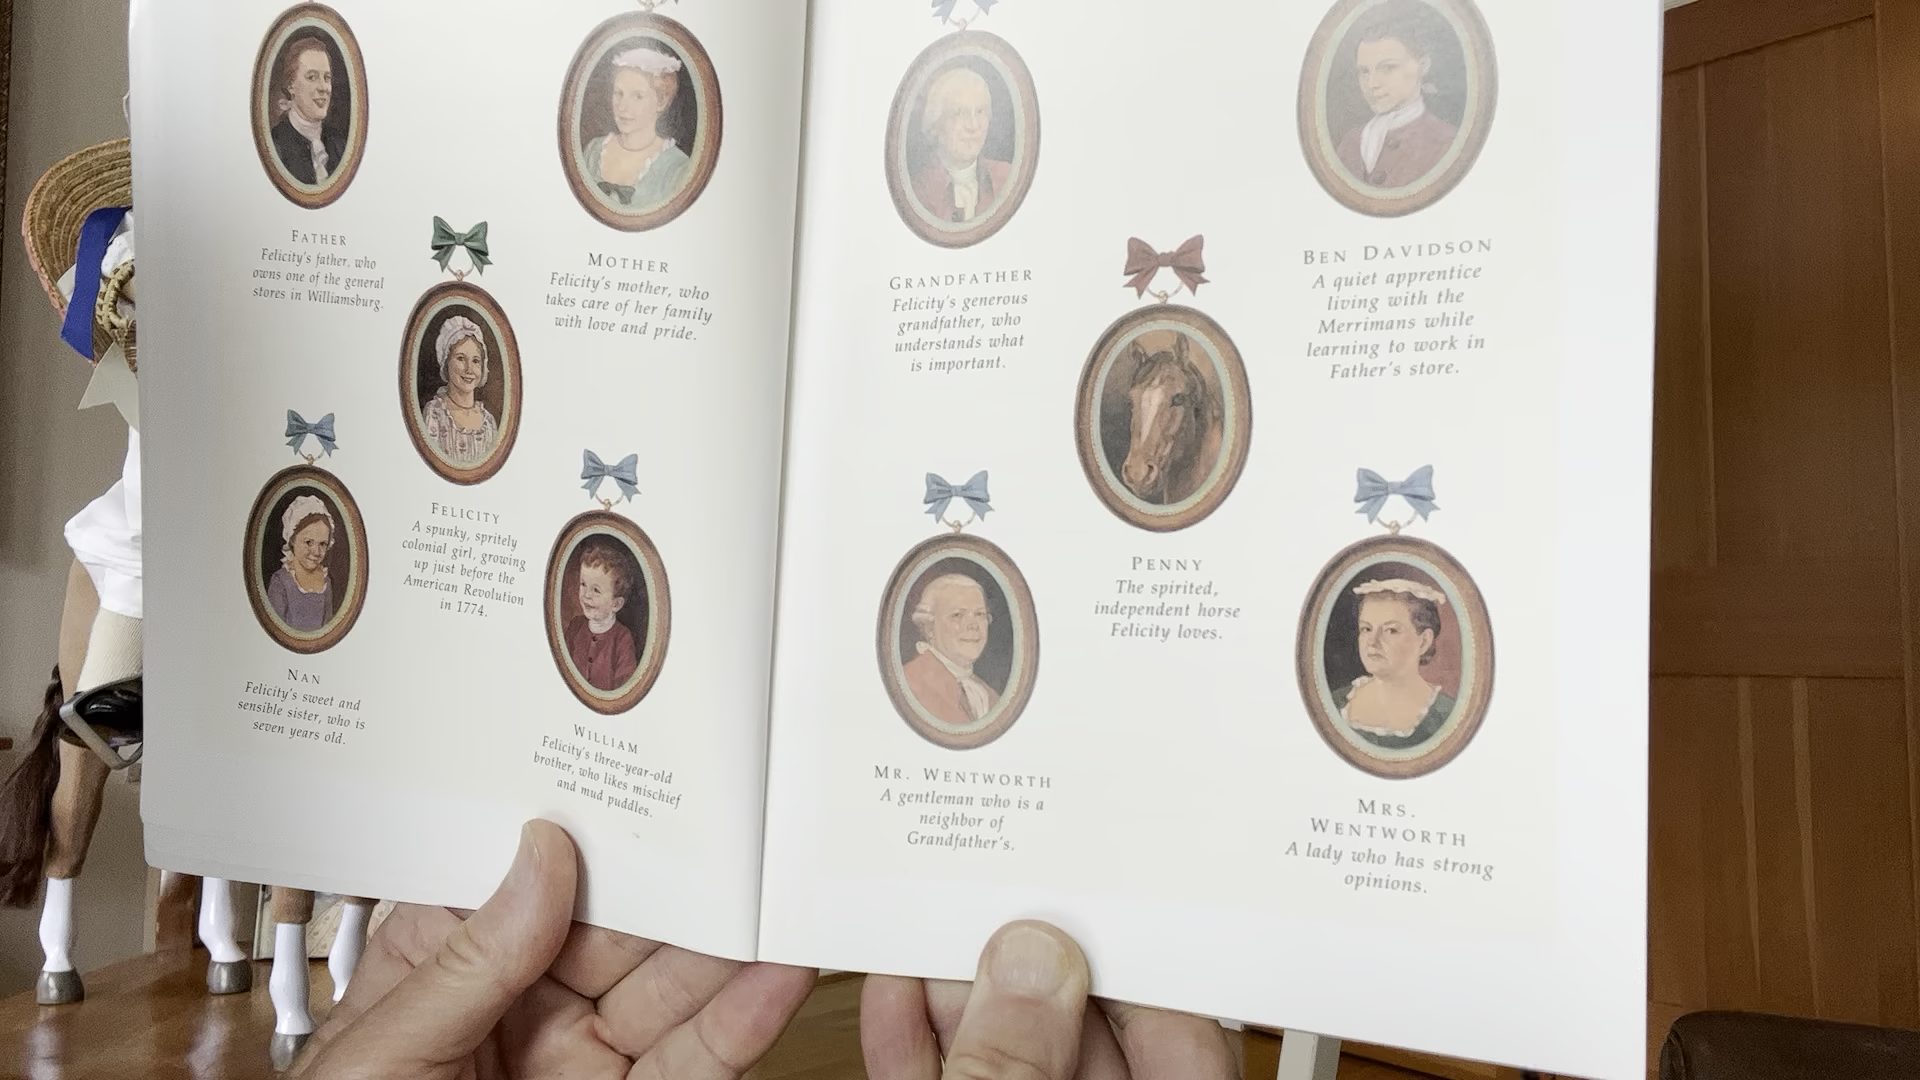 FATHER
Felicity's father, who
owns one of the general
stores in Williamsburg.
MOTHER
Felicity's mother, who
takes care of her family
with love and pride.
FELICITY
A spunky, spritely
colonial girl, growing
up just before the
American Revolution
in 1774.
NAN
Felicity's sweet and
sensible sister, who is
seven years old.
WILLIAM
Felicity's three-year-old
brother, who likes mischief
and mud puddles.
GRANDFATHER
Felicity's generous
grandfather, who
understands what
is important.
BEN DAVIDSON
A quiet apprentice
living with the
Merrimans while
learning to work in
Father's store.
PENNY
The spirited,
independent horse
Felicity loves.
MR. WENTWORTH
A gentleman who is a
neighbor of
Grandfather's.
MRS.
WENTWORTH
A lady who has strong
opinions.